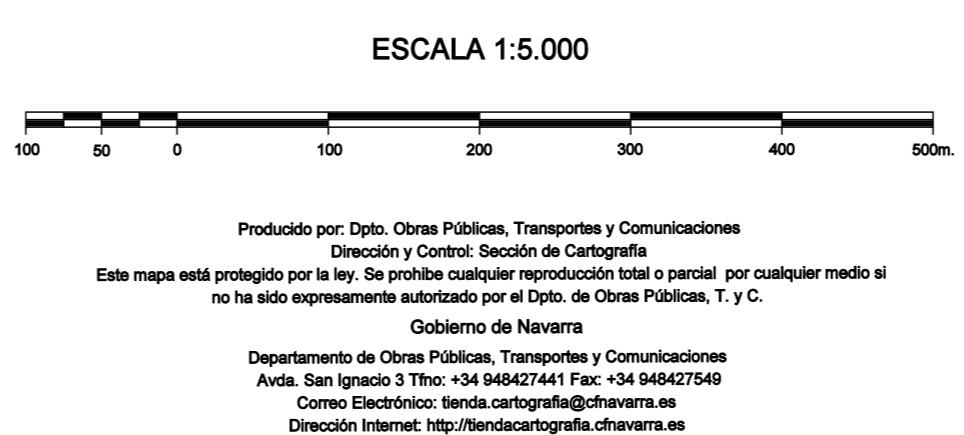 ESCALA 1:5.000
100 50 0 100 200 300 400 500m.
Producido por: Dpto. Obras Públicas, Transportes y Comunicaciones
Dirección y Control: Sección de Cartografía
Este mapa está protegido por la ley. Se prohibe cualquier reproducción total o parcial por cualquier medio si
no ha sido expresamente autorizado por el Dpto. de Obras Públicas, T. y C.
Gobierno de Navarra
Departamento de Obras Públicas, Transportes y Comunicaciones
Avda. San Ignacio 3 Tfno: +34 948427441 Fax: +34 948427549
Correo Electrónico: tienda.cartografia@cfnavarra.es
Dirección Internet: http://tiendacartografia.cfnavarra.es